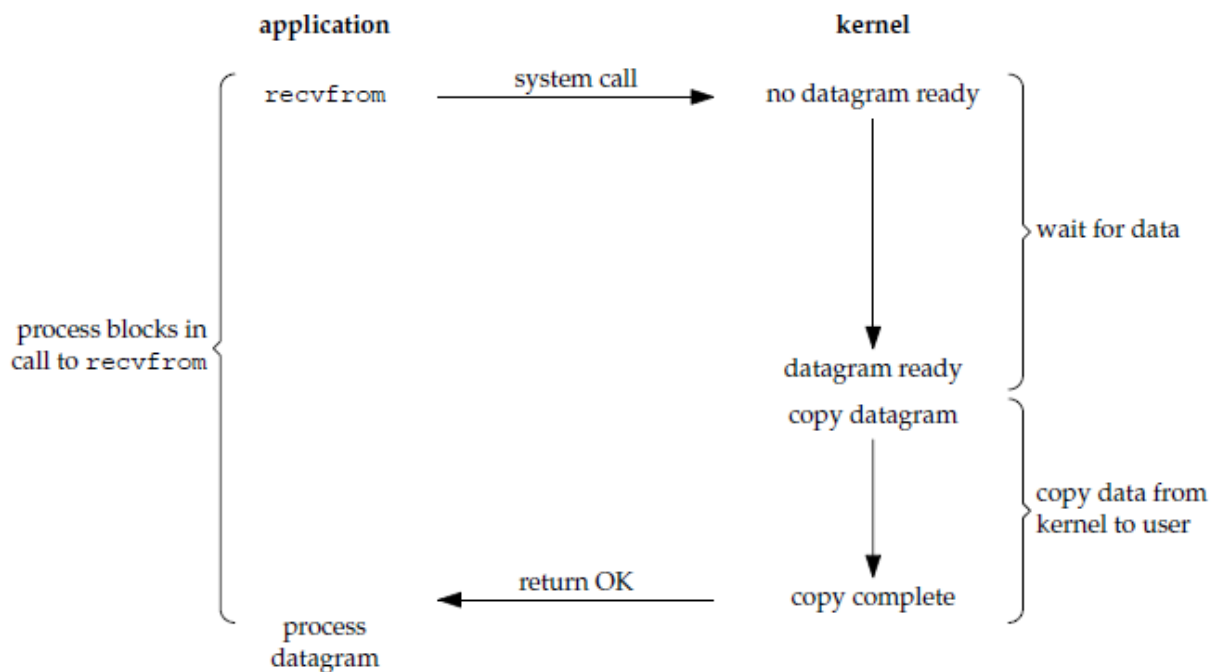 application
kernel
recvfrom
system call
no datagram ready
wait for data
process blocks in
call to recvfrom
datagram ready
copy datagram
copy data from
kernel to user
return OK
copy complete
process
datagram